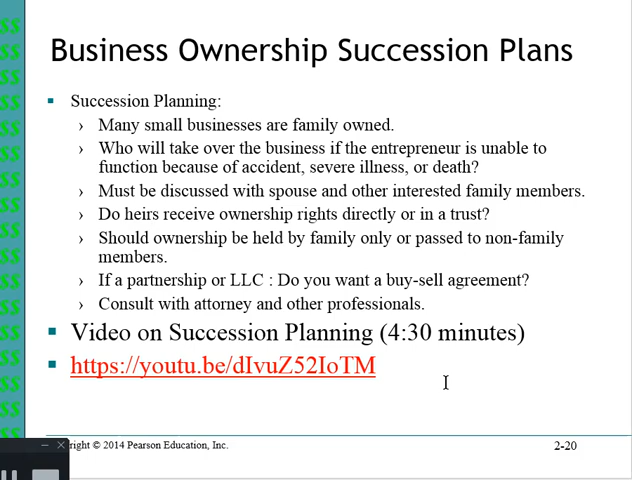 Business Ownership Succession Plans
Succession Planning:
Many small businesses are family owned.
Who will take over the business if the entrepreneur is unable to
function because of accident, severe illness, or death?
Must be discussed with spouse and other interested family members.
Do heirs receive ownership rights directly or in a trust?
Should ownership be held by family only or passed to non-family
members.
If a partnership or LLC : Do you want a buy-sell agreement?
Consult with attorney and other professionals.
Video on Succession Planning (4:30 minutes)
https://youtu.be/dIvuZ52IoTM
right © 2014 Pearson Education, Inc.
2-20